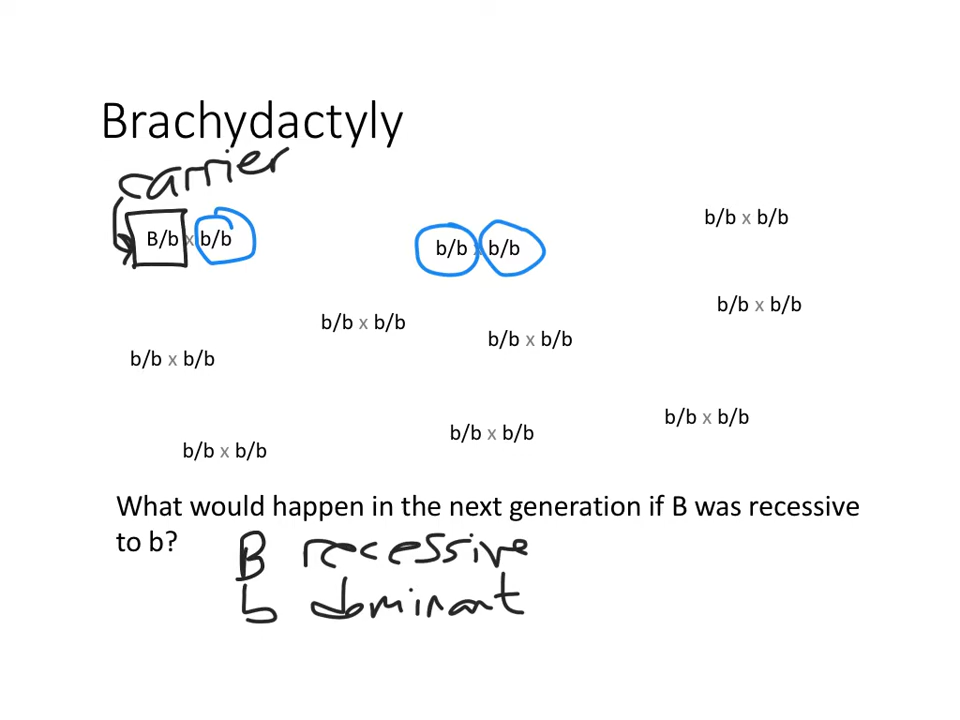 Brachydactyly
carrier
B/b x b/b
b/b x b/b
b/b x b/b
b/b x b/b
b/b x b/b
b/b x b/b
b/b x b/b
b/b x b/b
b/b x b/b
b/b x b/b
What would happen in the next generation if B was recessive
to b?
B recessive
b dominant